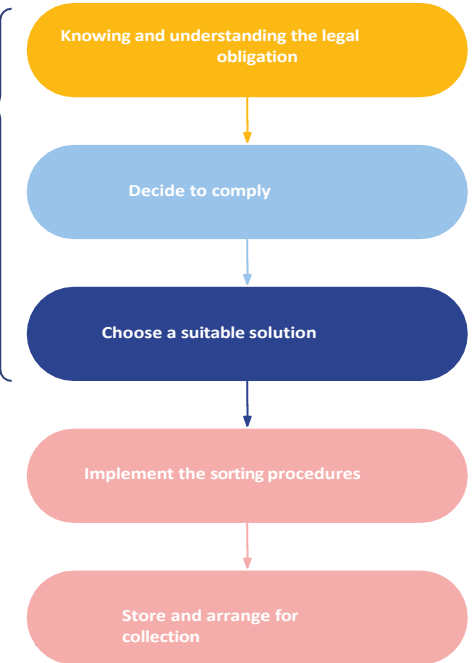 Knowing and understanding the legal
obligation
Decide to comply
Choose a suitable solution
Implement the sorting procedures
Store and arrange for
collection